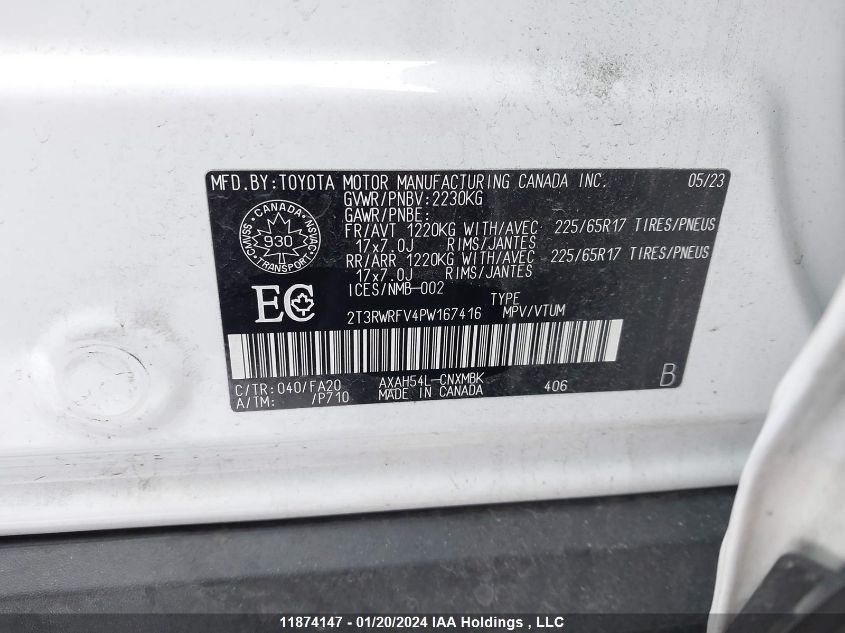 MFD.BY:TOYOTA MOTOR MANUFACTURING CANADA INC. 05/23
GVWR/PNBV:2230KG
GAWR/PNBE:
FR/AVT 1220KG WITH/AVEC 225/65R17 TIRES/PNEUS
17x7.0J RIMS/JANTES
RR/ARR 1220KG WITH/AVEC 225/65R17 TIRES/PNEUS
17x7.0J RIMS/JANTES
ICES/NMB-002
CANADA
CMVSS NSVAC
930
TRANSPORT
EC
TYPE
2T3RWRFV4PW167416 MPV/VTUM
C/TR:040/FA20 AXAH54L-CNXMBK 406 B
A/TM: /P710 MADE IN CANADA
11874147 - 01/20/2024 IAA Holdings , LLC